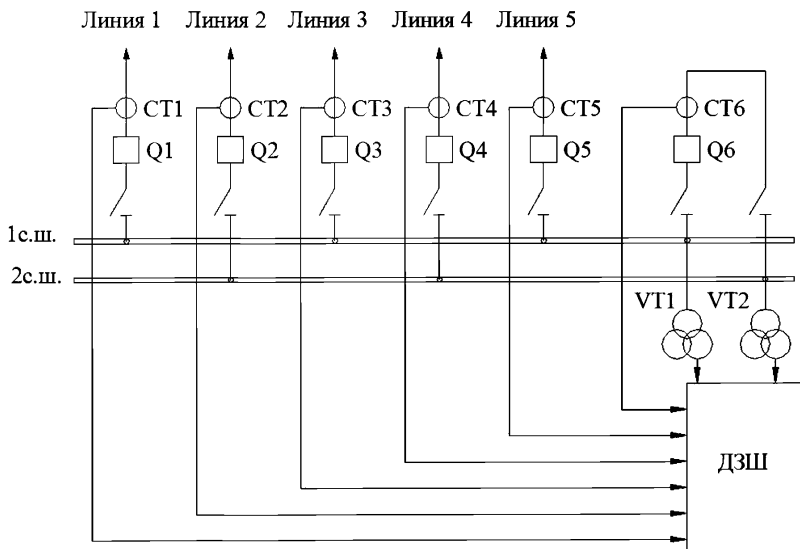 Линия 1 Линия 2 Линия 3 Линия 4 Линия 5
CT1 CT2 CT3 CT4 CT5 CT6
Q1 Q2 Q3 Q4 Q5 Q6
1с.ш.
2с.ш.
VT1 VT2
ДЗШ